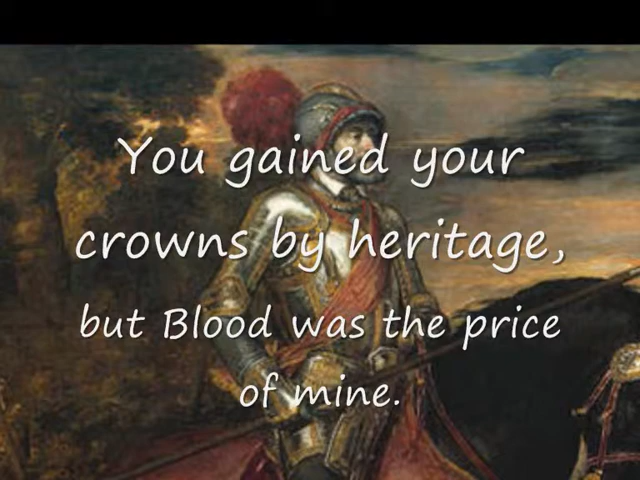 You gained your
crowns by heritage,
but Blood was the price
of mine.